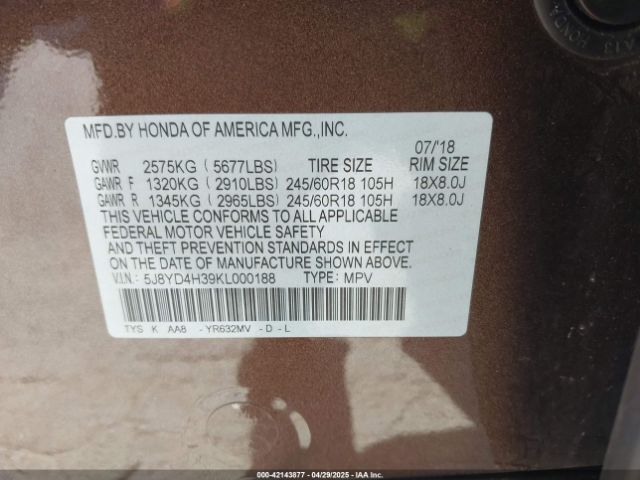 A13 HONDA
MFD.BY HONDA OF AMERICA MFG.,INC.
07/'18
GVWR 2575KG ( 5677LBS) TIRE SIZE RIM SIZE
GAWR F 1320KG ( 2910LBS) 245/60R18 105H 18X8.0J
GAWR R 1345KG ( 2965LBS) 245/60R18 105H 18X8.0J
THIS VEHICLE CONFORMS TO ALL APPLICABLE
FEDERAL MOTOR VEHICLE SAFETY
AND THEFT PREVENTION STANDARDS IN EFFECT
ON THE DATE OF MANUFACTURE SHOWN ABOVE.
V.I.N.: 5J8YD4H39KL000188 TYPE: MPV
TYS K AA8 -YR632MV -D-L
000-42143877 04/29/2025 - IAA Inc.